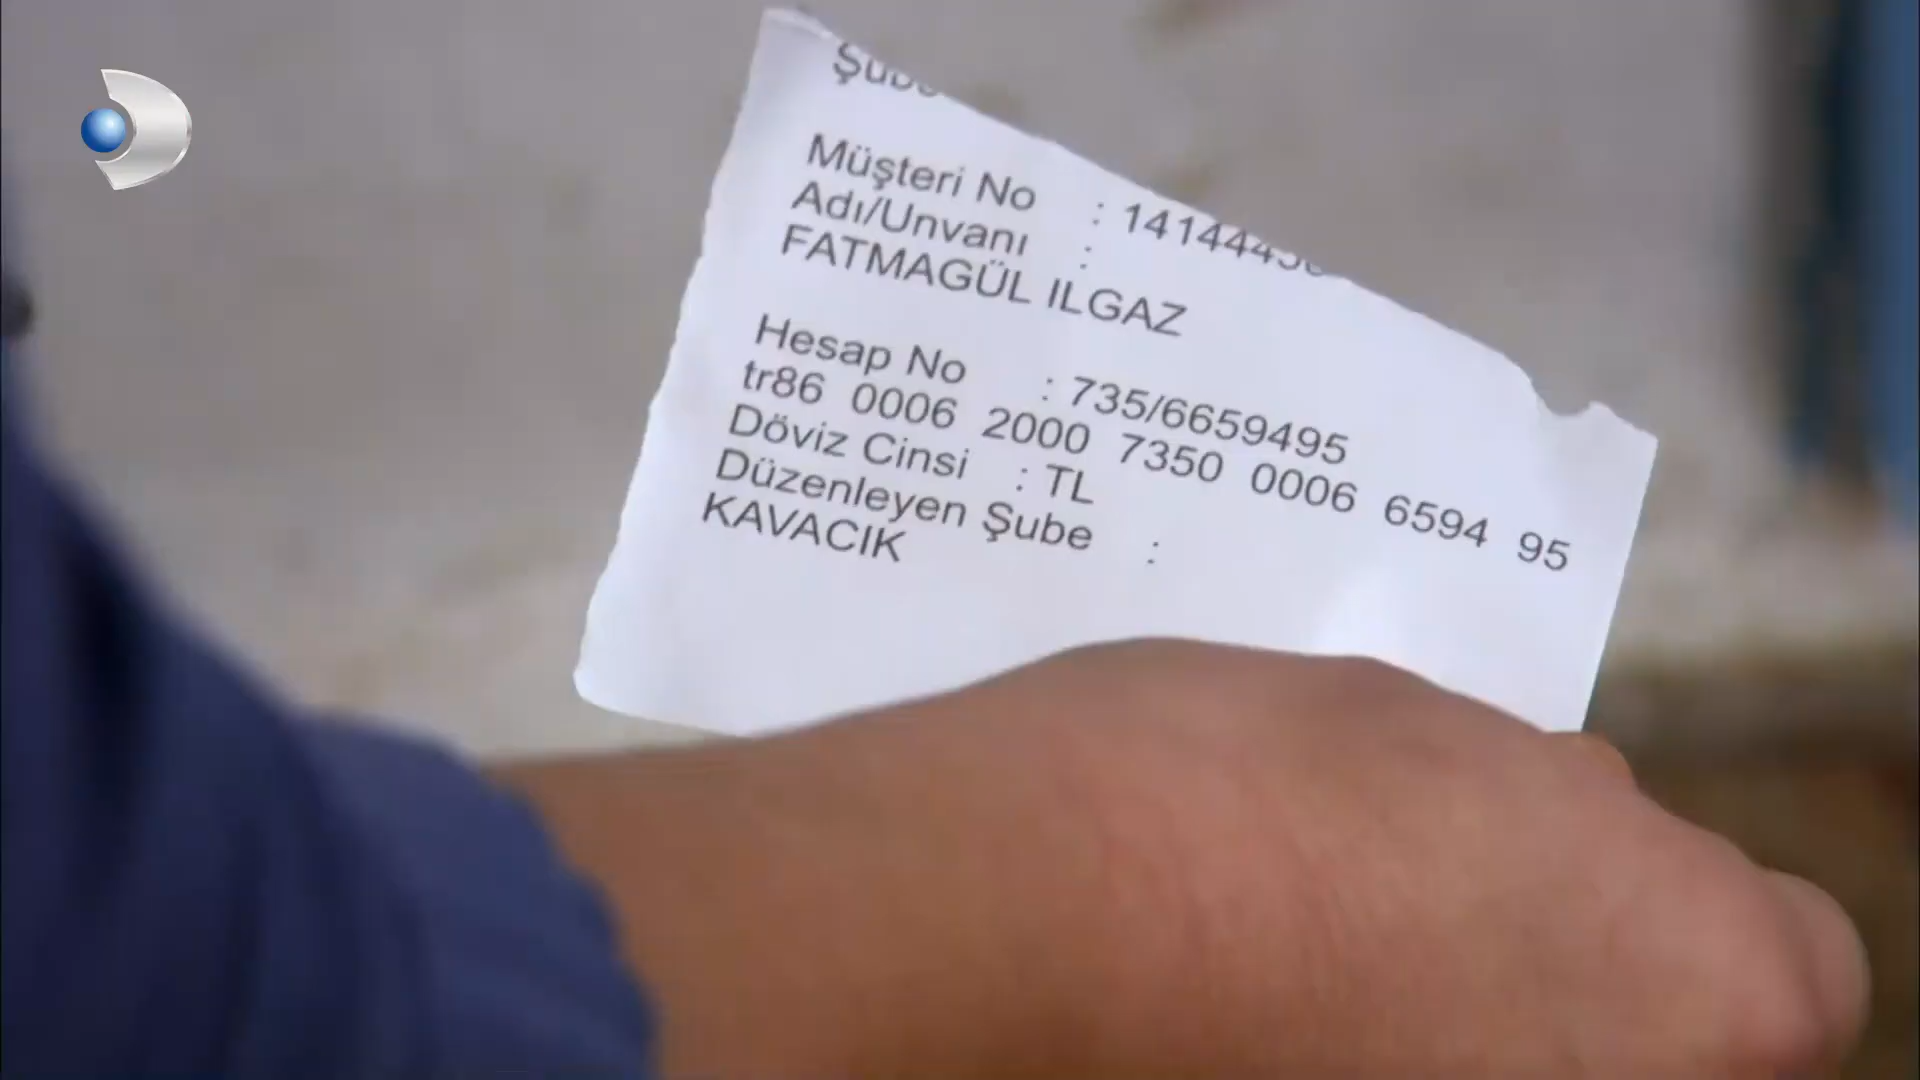 Müşteri No : 1414443
Adı/Unvanı :
FATMAGÜL ILGAZ
Hesap No : 735/6659495
tr86 0006 2000 7350 0006 6594 95
Döviz Cinsi : TL
Düzenleyen Şube :
KAVACIK